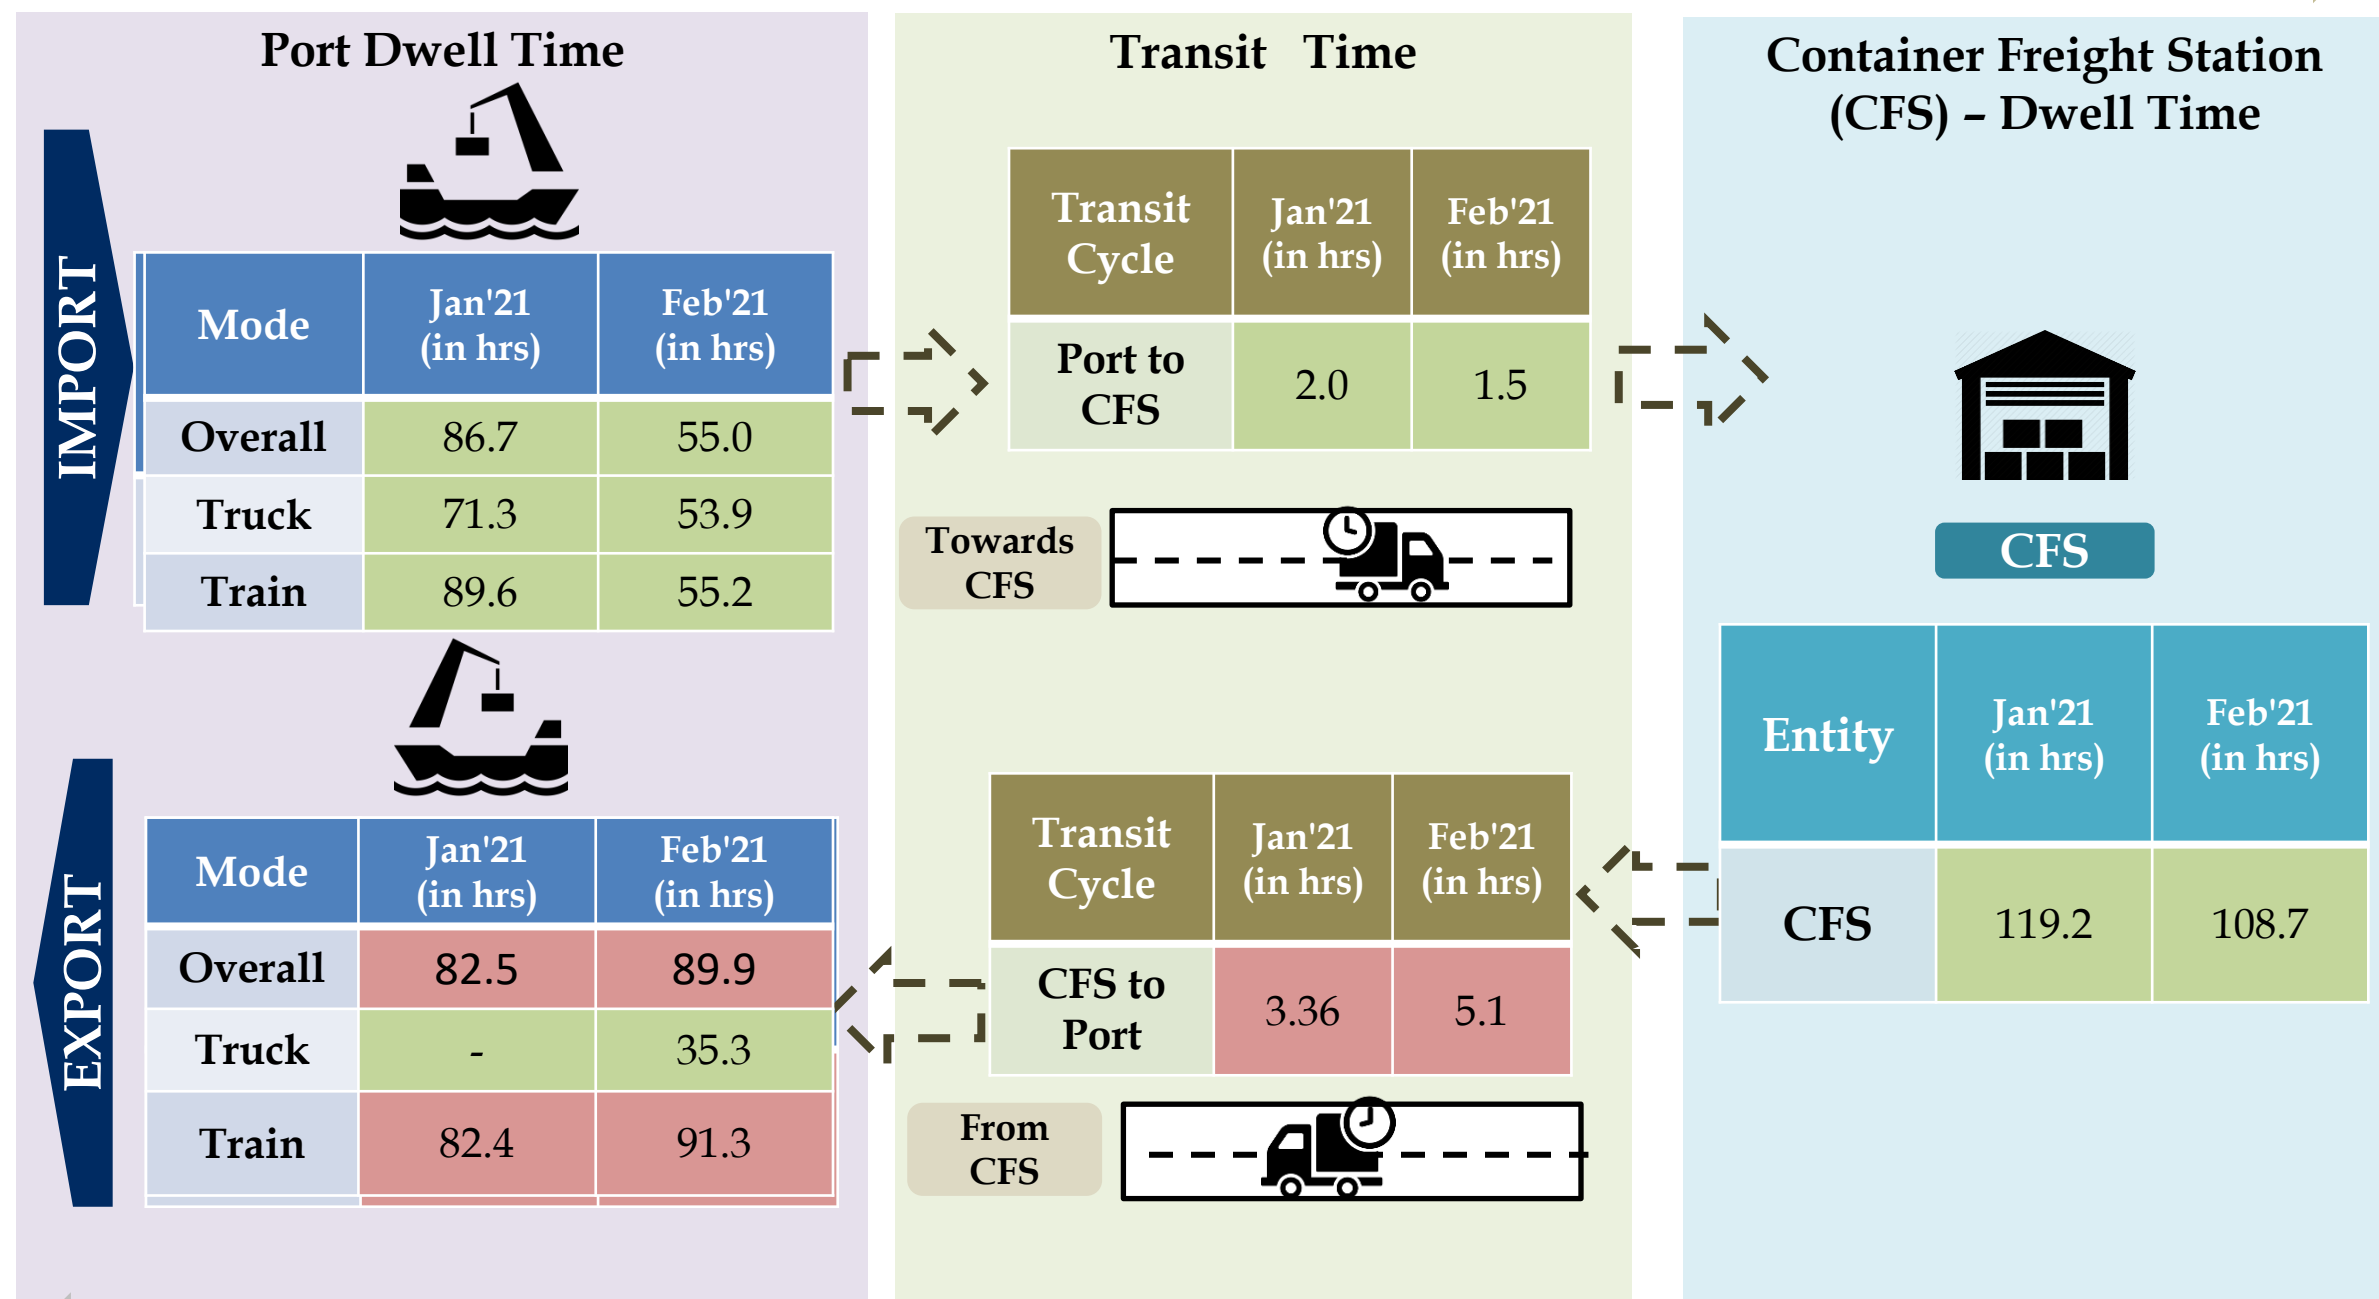 Port Dwell Time
IMPORT
Mode Jan'21 (in hrs) Feb'21 (in hrs)
Overall 86.7 55.0
Truck 71.3 53.9
Train 89.6 55.2
EXPORT
Mode Jan'21 (in hrs) Feb'21 (in hrs)
Overall 82.5 89.9
Truck - 35.3
Train 82.4 91.3
Transit Time
Transit Cycle Jan'21 (in hrs) Feb'21 (in hrs)
Port to CFS 2.0 1.5
Towards
CFS
Transit Cycle Jan'21 (in hrs) Feb'21 (in hrs)
CFS to Port 3.36 5.1
From
CFS
Container Freight Station
(CFS) – Dwell Time
CFS
Entity Jan'21 (in hrs) Feb'21 (in hrs)
CFS 119.2 108.7